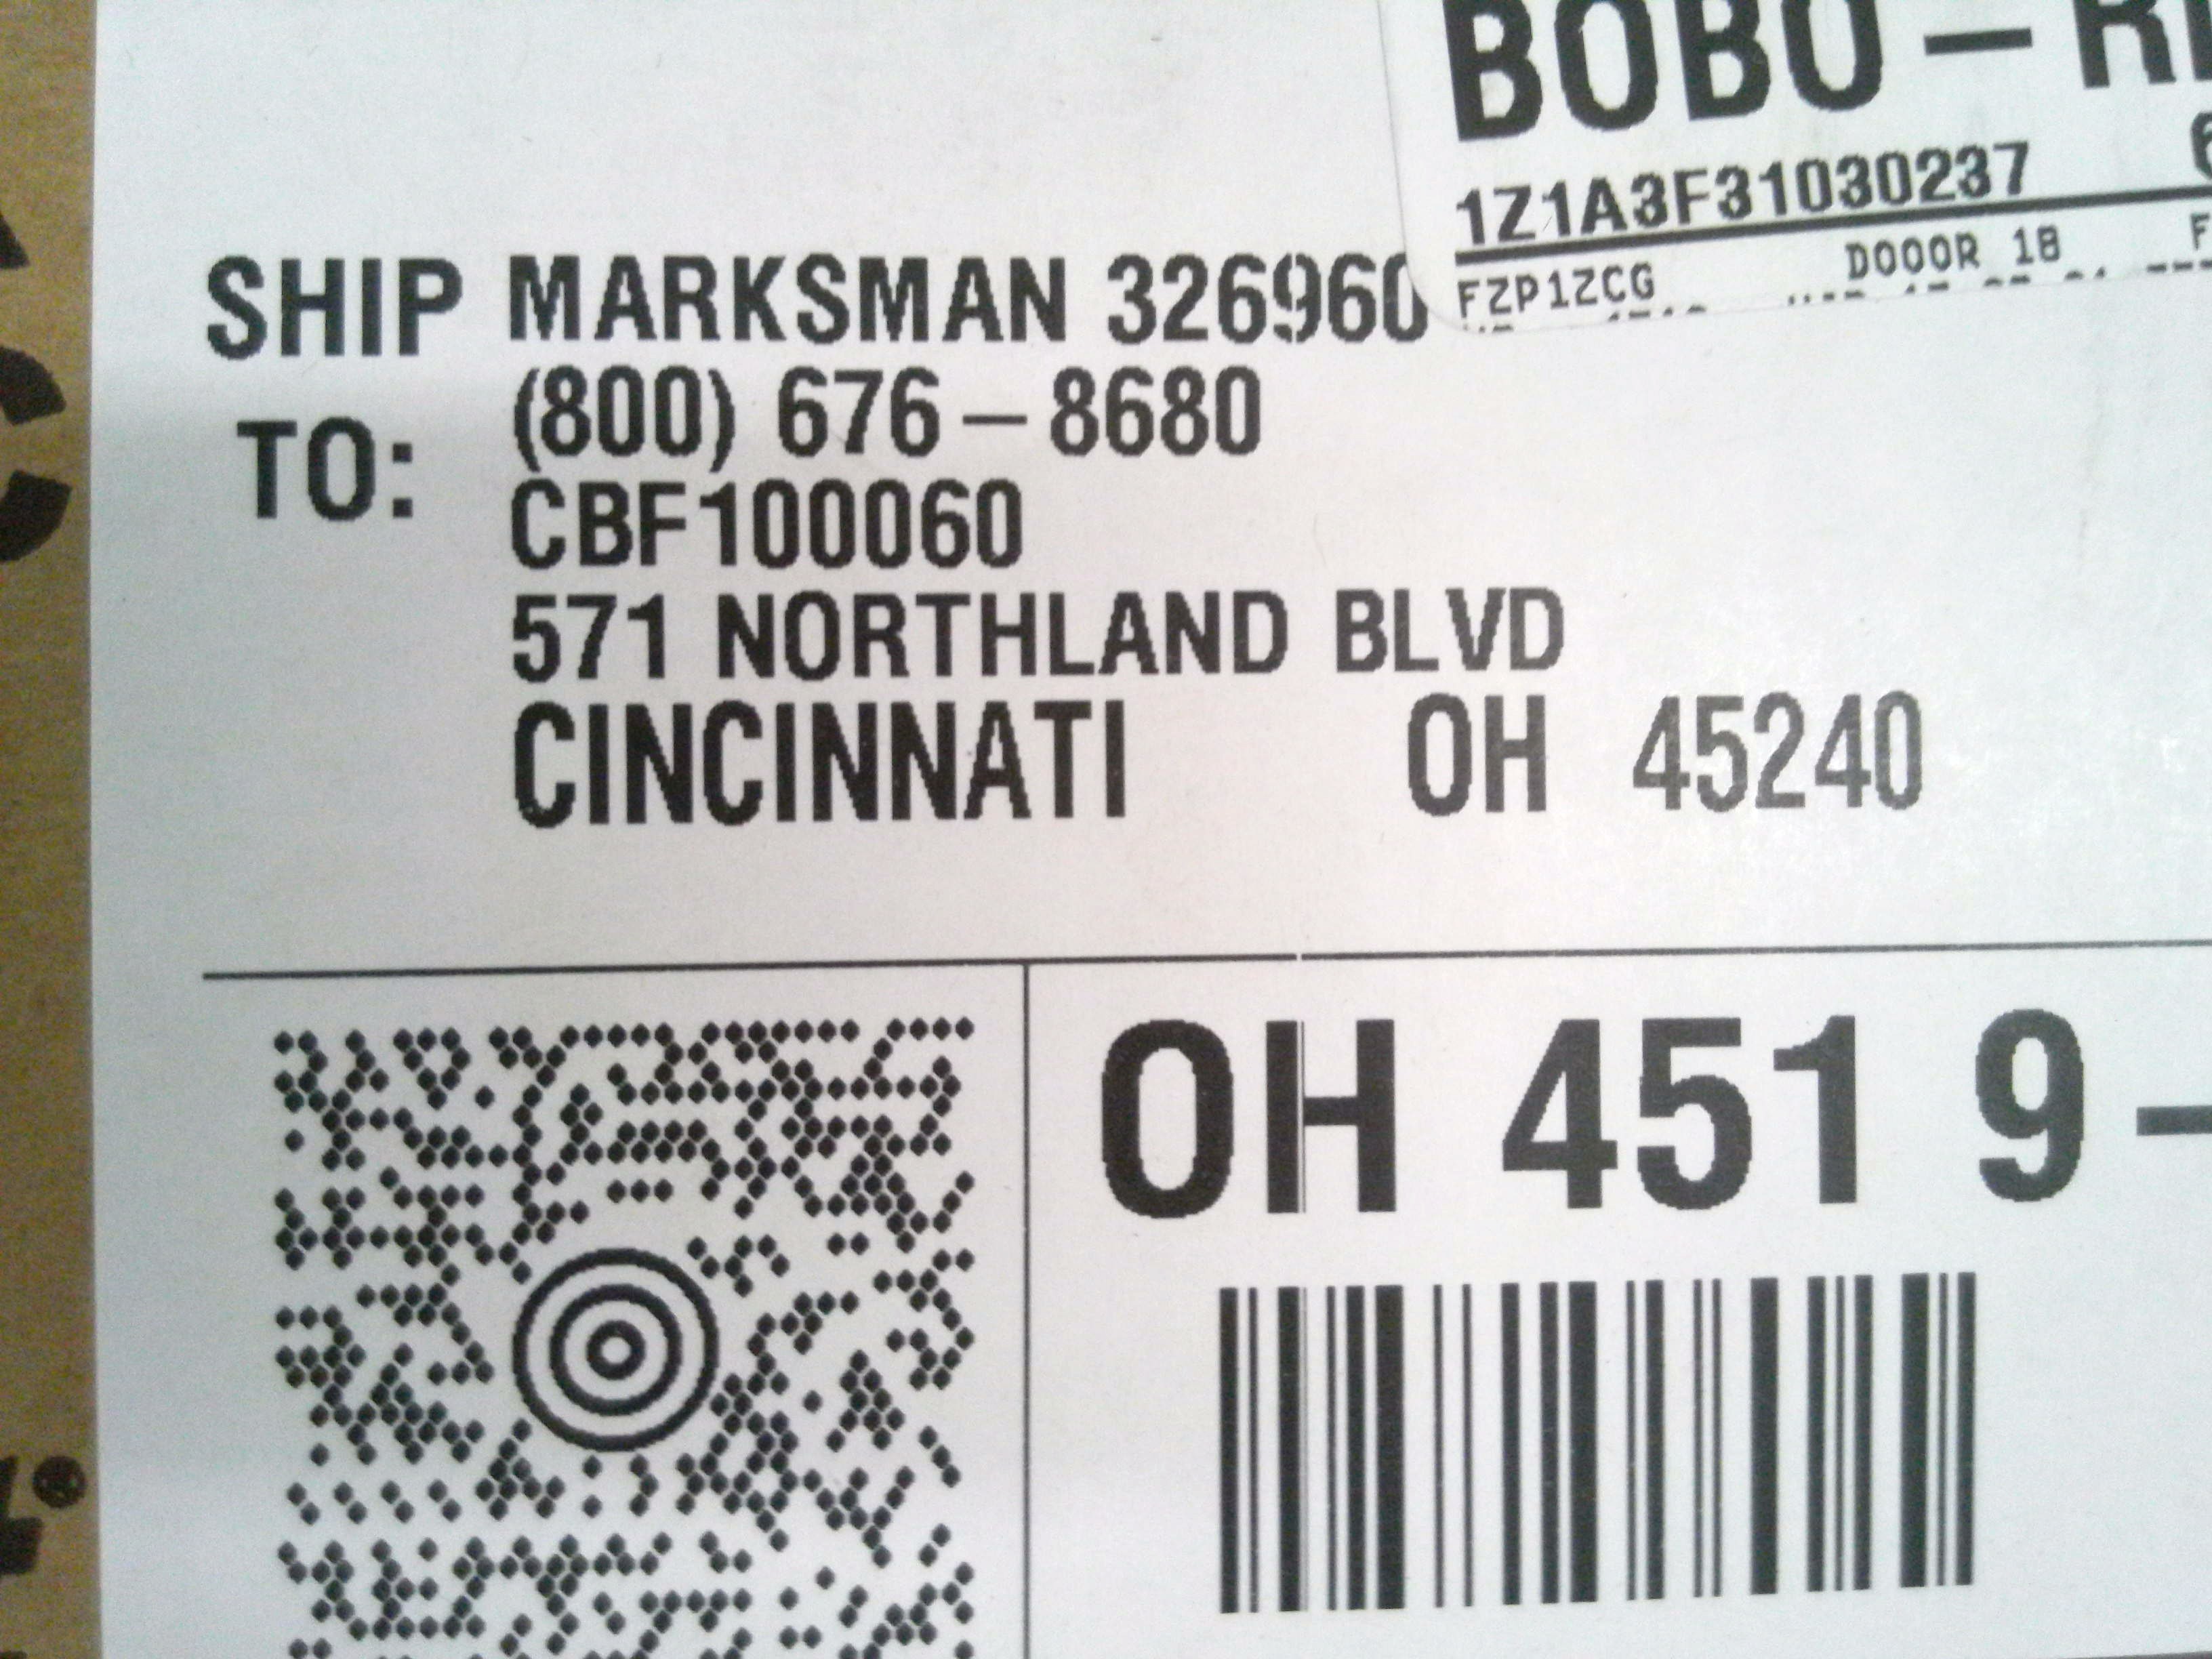 BOBO – R
1Z1A3F31030237
FZP1ZCG DOOOR 18 F
SHIP TO:
MARKSMAN 326960
(800) 676 – 8680
CBF100060
571 NORTHLAND BLVD
CINCINNATI OH 45240
OH 451 9 –